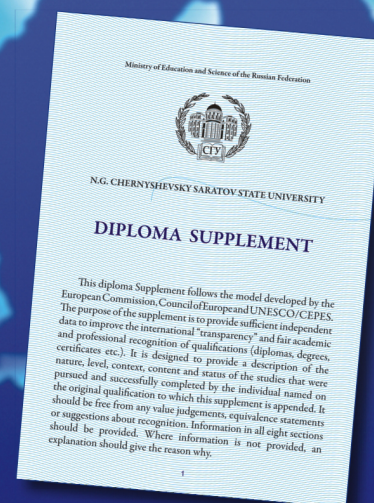 Ministry of Education and Science of the Russian Federation
СГУ
N.G. CHERNYSHEVSKY SARATOV STATE UNIVERSITY
DIPLOMA SUPPLEMENT
This diploma Supplement follows the model developed by the
European Commission, Council of Europe and UNESCO/CEPES.
The purpose of the supplement is to provide sufficient independent
data to improve the international "transparency" and fair academic
and professional recognition of qualifications (diplomas, degrees,
certificates etc.). It is designed to provide a description of the
nature, level, context, content and status of the studies that were
pursued and successfully completed by the individual named on
the original qualification to which this supplement is appended. It
should be free from any value judgements, equivalence statements
or suggestions about recognition. Information in all eight sections
should be provided. Where information is not provided, an
explanation should give the reason why.
1